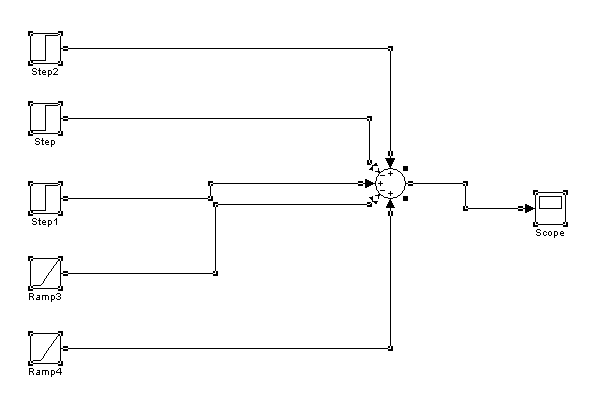 Step2
Step
+
−
+
−
+
Step1
Scope
Ramp3
Ramp4